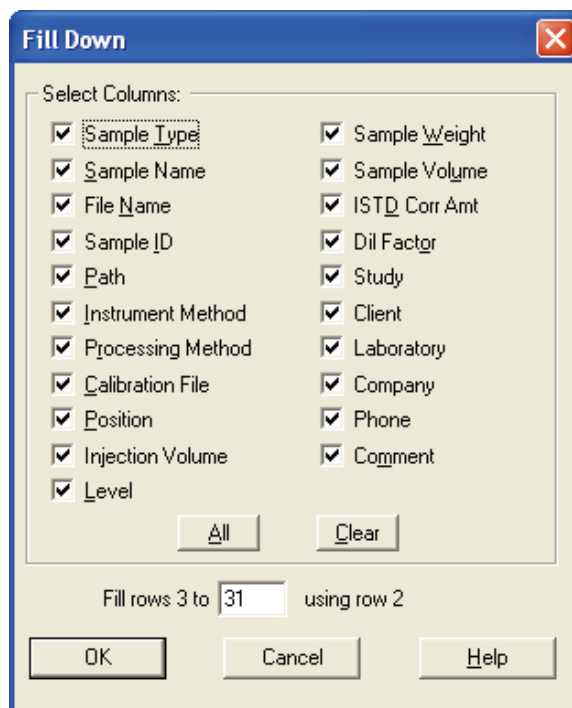 Fill Down
Select Columns:
Sample Type
Sample Name
File Name
Sample ID
Path
Instrument Method
Processing Method
Calibration File
Position
Injection Volume
Level
Sample Weight
Sample Volume
ISTD Corr Amt
Dil Factor
Study
Client
Laboratory
Company
Phone
Comment
All Clear
Fill rows 3 to 31 using row 2
OK Cancel Help